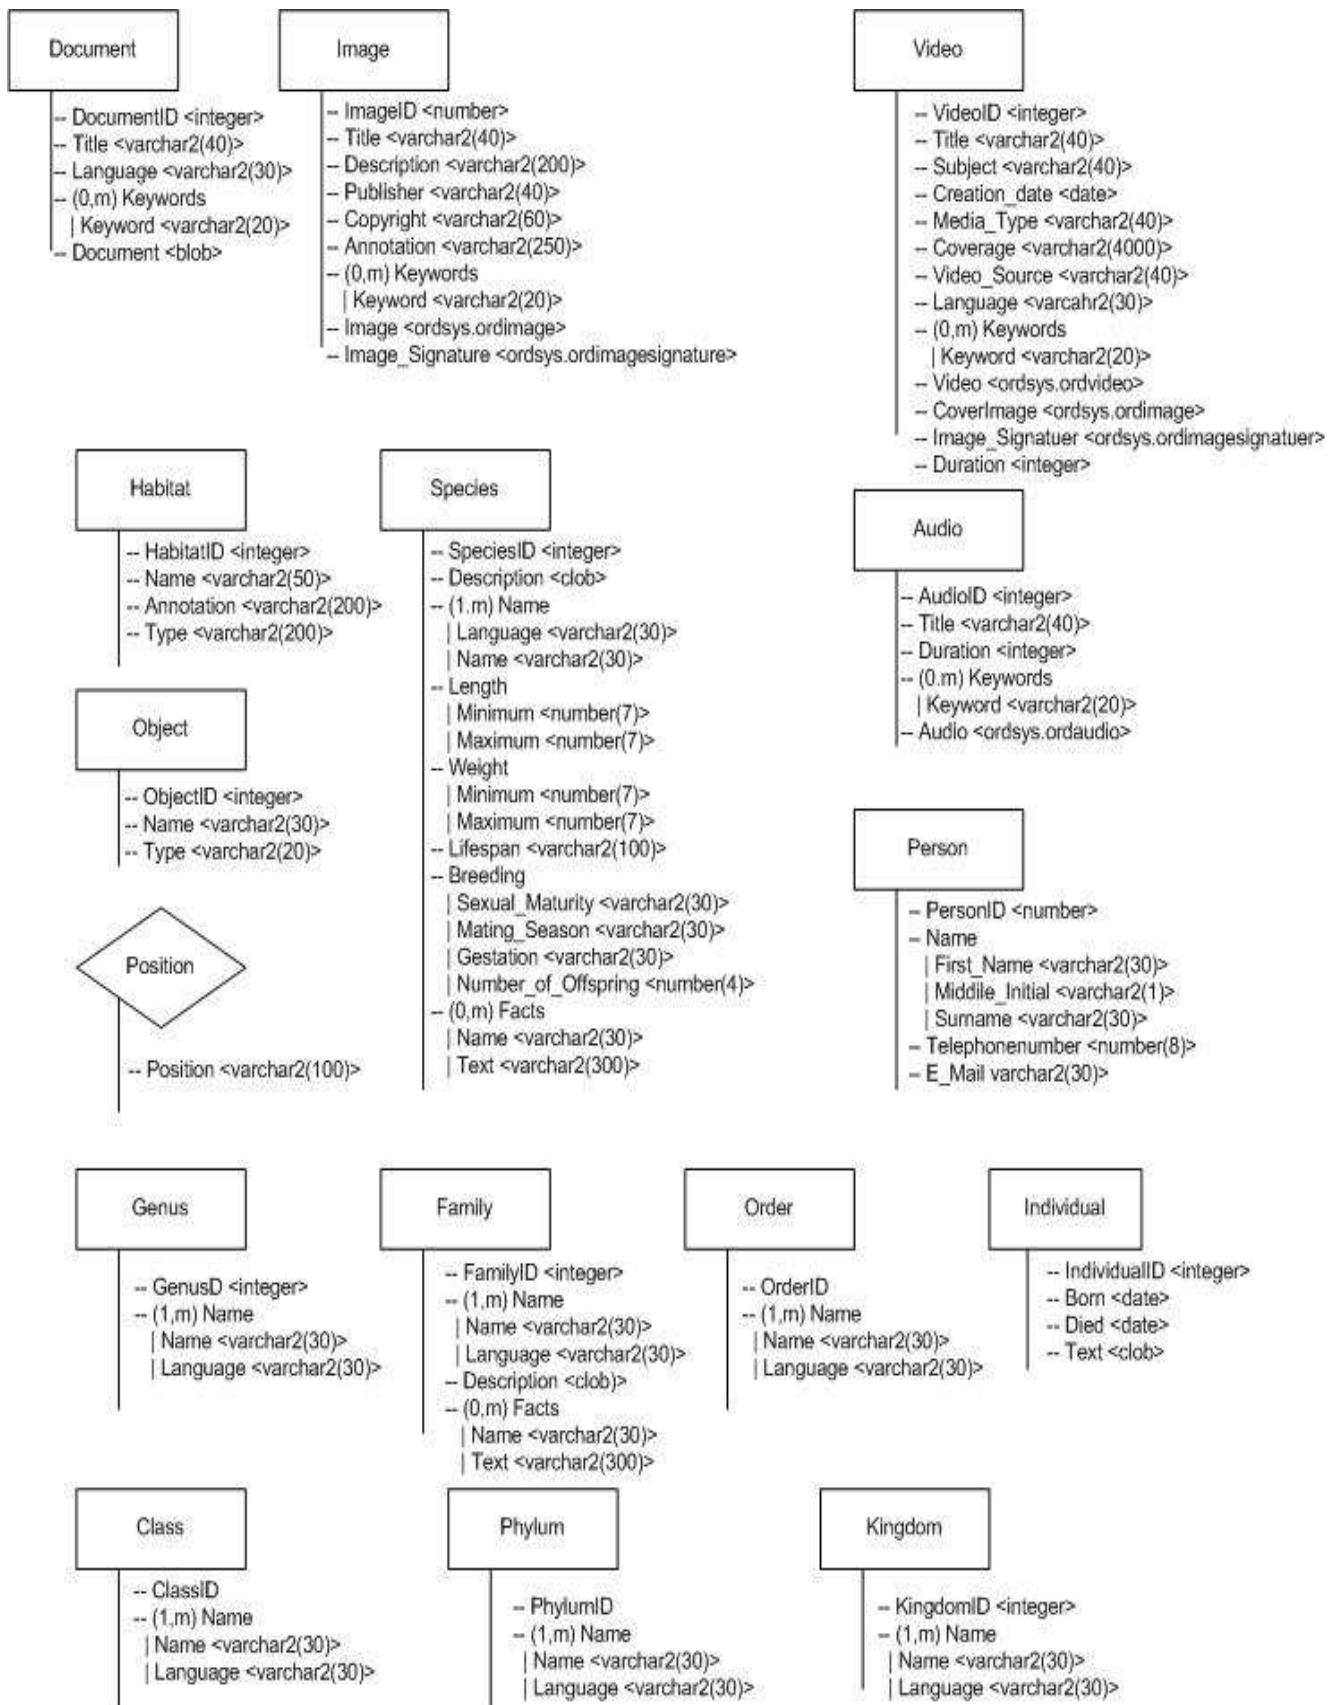 Document
-- DocumentID <integer>
-- Title <varchar2(40)>
-- Language <varchar2(30)>
-- (0,m) Keywords
| Keyword <varchar2(20)>
-- Document <blob>
Image
-- ImageID <number>
-- Title <varchar2(40)>
-- Description <varchar2(200)>
-- Publisher <varchar2(40)>
-- Copyright <varchar2(60)>
-- Annotation <varchar2(250)>
-- (0,m) Keywords
| Keyword <varchar2(20)>
-- Image <ordsys.ordimage>
-- Image_Signature <ordsys.ordimagesignature>
Video
-- VideoID <integer>
-- Title <varchar2(40)>
-- Subject <varchar2(40)>
-- Creation_date <date>
-- Media_Type <varchar2(40)>
-- Coverage <varchar2(4000)>
-- Video_Source <varchar2(40)>
-- Language <varcahr2(30)>
-- (0,m) Keywords
| Keyword <varchar2(20)>
-- Video <ordsys.ordvideo>
-- CoverImage <ordsys.ordimage>
-- Image_Signatuer <ordsys.ordimagesignatuer>
-- Duration <integer>
Habitat
-- HabitatID <integer>
-- Name <varchar2(50)>
-- Annotation <varchar2(200)>
-- Type <varchar2(200)>
Species
-- SpeciesID <integer>
-- Description <clob>
-- (1.m) Name
| Language <varchar2(30)>
| Name <varchar2(30)>
-- Length
| Minimum <number(7)>
| Maximum <number(7)>
-- Weight
| Minimum <number(7)>
| Maximum <number(7)>
-- Lifespan <varchar2(100)>
-- Breeding
| Sexual_Maturity <varchar2(30)>
| Mating_Season <varchar2(30)>
| Gestation <varchar2(30)>
| Number_of_Offspring <number(4)>
-- (0,m) Facts
| Name <varchar2(30)>
| Text <varchar2(300)>
Audio
-- AudioID <integer>
-- Title <varchar2(40)>
-- Duration <integer>
-- (0.m) Keywords
| Keyword <varchar2(20)>
-- Audio <ordsys.ordaudio>
Object
-- ObjectID <integer>
-- Name <varchar2(30)>
-- Type <varchar2(20)>
Position
-- Position <varchar2(100)>
Person
-- PersonID <number>
-- Name
| First_Name <varchar2(30)>
| Middile_Initial <varchar2(1)>
| Surname <varchar2(30)>
-- Telephonenumber <number(8)>
-- E_Mail varchar2(30)>
Genus
-- GenusD <integer>
-- (1,m) Name
| Name <varchar2(30)>
| Language <varchar2(30)>
Family
-- FamilyID <integer>
-- (1,m) Name
| Name <varchar2(30)>
| Language <varchar2(30)>
-- Description <clob)>
-- (0,m) Facts
| Name <varchar2(30)>
| Text <varchar2(300)>
Order
-- OrderID
-- (1,m) Name
| Name <varchar2(30)>
| Language <varchar2(30)>
Individual
-- IndividualID <integer>
-- Born <date>
-- Died <date>
-- Text <clob>
Class
-- ClassID
-- (1,m) Name
| Name <varchar2(30)>
| Language <varchar2(30)>
Phylum
-- PhylumID
-- (1,m) Name
| Name <varchar2(30)>
| Language <varchar2(30)>
Kingdom
-- KingdomID <integer>
-- (1,m) Name
| Name <varchar2(30)>
| Language <varchar2(30)>